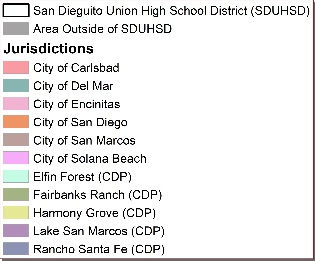 San Dieguito Union High School District (SDUHSD)
Area Outside of SDUHSD
Jurisdictions
City of Carlsbad
City of Del Mar
City of Encinitas
City of San Diego
City of San Marcos
City of Solana Beach
Elfin Forest (CDP)
Fairbanks Ranch (CDP)
Harmony Grove (CDP)
Lake San Marcos (CDP)
Rancho Santa Fe (CDP)